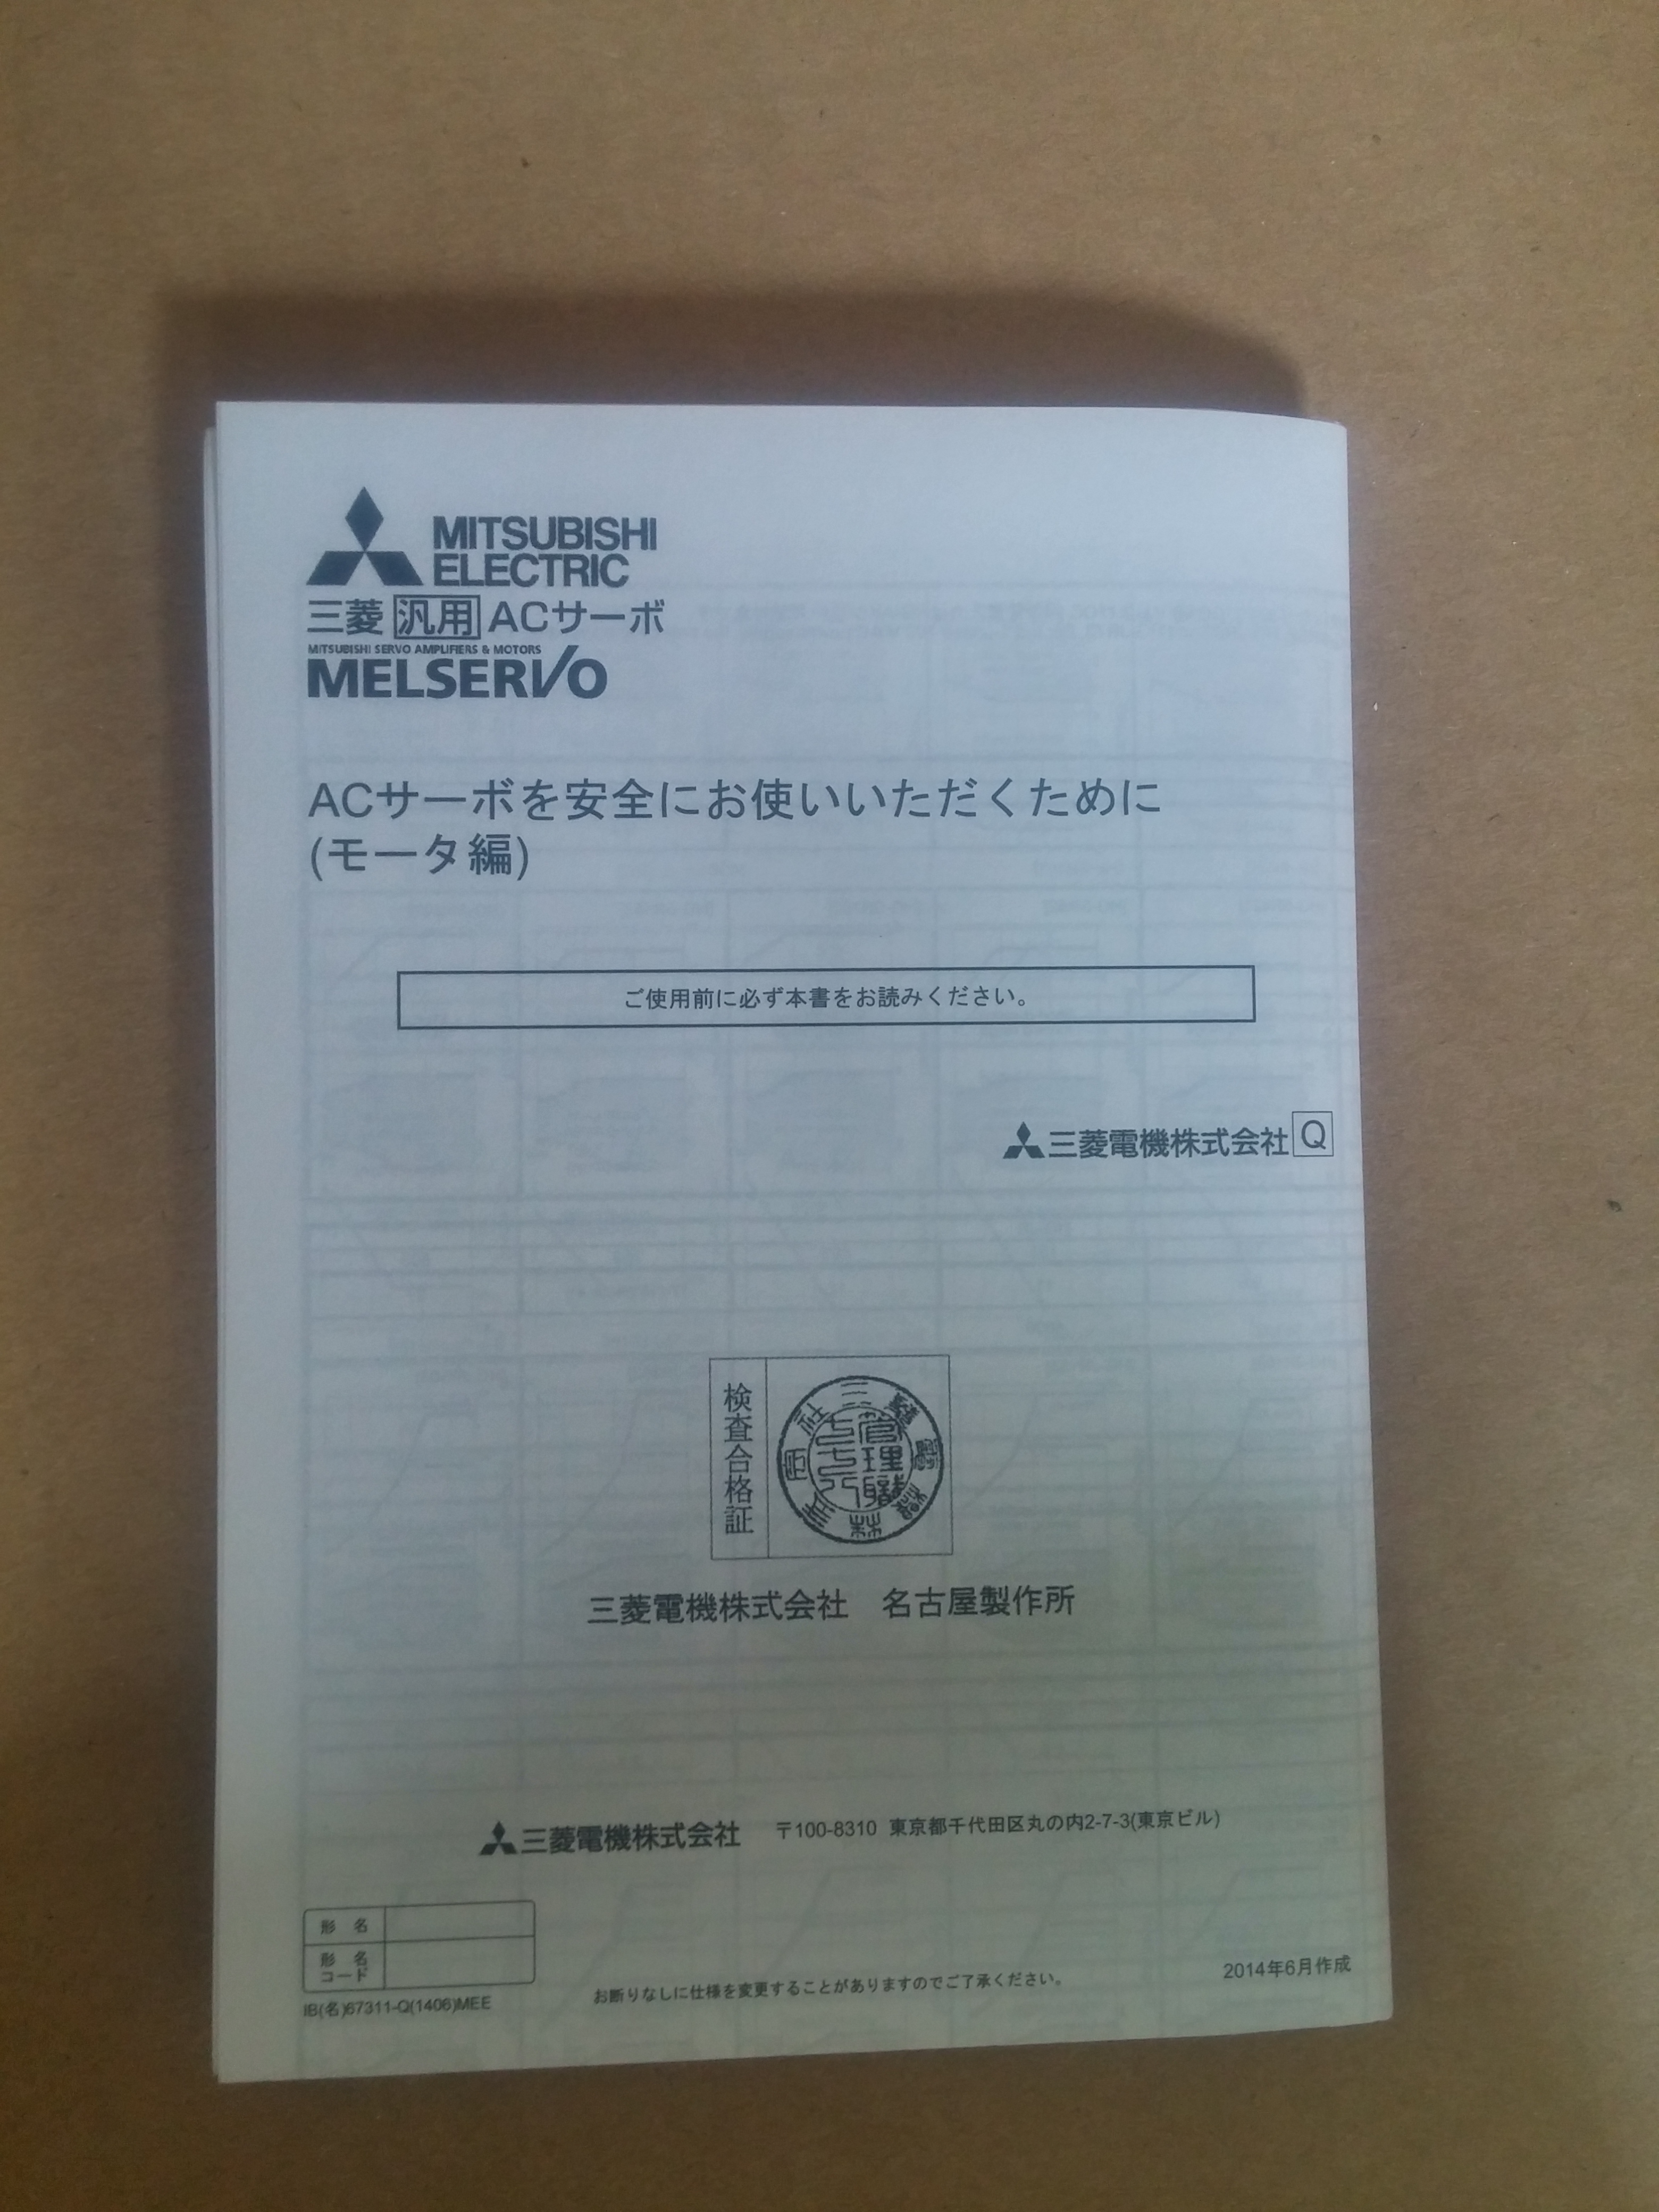 MITSUBISHI
ELECTRIC
三菱 汎用 ACサーボ
MITSUBISHI SERVO AMPLIFIERS & MOTORS
MELSERVO
ACサーボを安全にお使いいただくために
(モータ編)
ご使用前に必ず本書をお読みください。
三菱電機株式会社 Q
検査合格証
管理職
三菱電機株式会社 名古屋製作所
三菱電機株式会社 〒100-8310 東京都千代田区丸の内2-7-3(東京ビル)
形 名
形 名
コード
IB(名)67311-Q(1406)MEE
お断りなしに仕様を変更することがありますのでご了承ください。
2014年6月作成